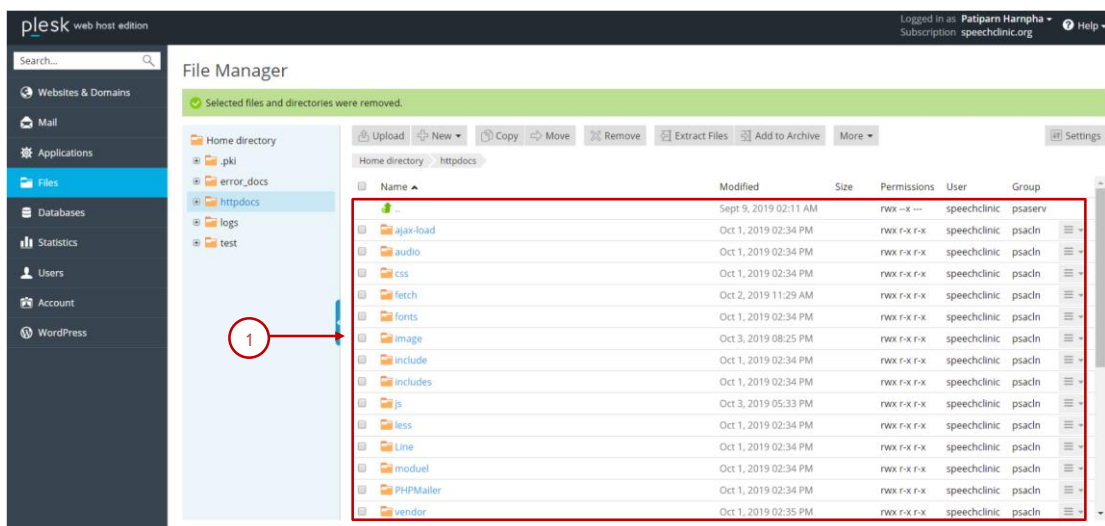 plesk web host edition
Logged in as Patiparn Harnpha
Subscription speechclinic.org
Help
Search...
Websites & Domains
Mail
Applications
Files
Databases
Statistics
Users
Account
WordPress
File Manager
Selected files and directories were removed.
Home directory
.pki
error_docs
httpdocs
logs
test
Upload New Copy Move Remove Extract Files Add to Archive More Settings
Home directory httpdocs
Name Modified Size Permissions User Group
.. Sept 9, 2019 02:11 AM rwx --x --- speechclinic psaserv
ajax-load Oct 1, 2019 02:34 PM rwx r-x r-x speechclinic psacln
audio Oct 1, 2019 02:34 PM rwx r-x r-x speechclinic psacln
css Oct 1, 2019 02:34 PM rwx r-x r-x speechclinic psacln
fetch Oct 2, 2019 11:29 AM rwx r-x r-x speechclinic psacln
fonts Oct 1, 2019 02:34 PM rwx r-x r-x speechclinic psacln
image Oct 3, 2019 08:25 PM rwx r-x r-x speechclinic psacln
include Oct 1, 2019 02:34 PM rwx r-x r-x speechclinic psacln
includes Oct 1, 2019 02:34 PM rwx r-x r-x speechclinic psacln
js Oct 3, 2019 05:33 PM rwx r-x r-x speechclinic psacln
less Oct 1, 2019 02:34 PM rwx r-x r-x speechclinic psacln
Line Oct 1, 2019 02:34 PM rwx r-x r-x speechclinic psacln
moduel Oct 1, 2019 02:34 PM rwx r-x r-x speechclinic psacln
PHPMailer Oct 1, 2019 02:34 PM rwx r-x r-x speechclinic psacln
vendor Oct 1, 2019 02:35 PM rwx r-x r-x speechclinic psacln
1